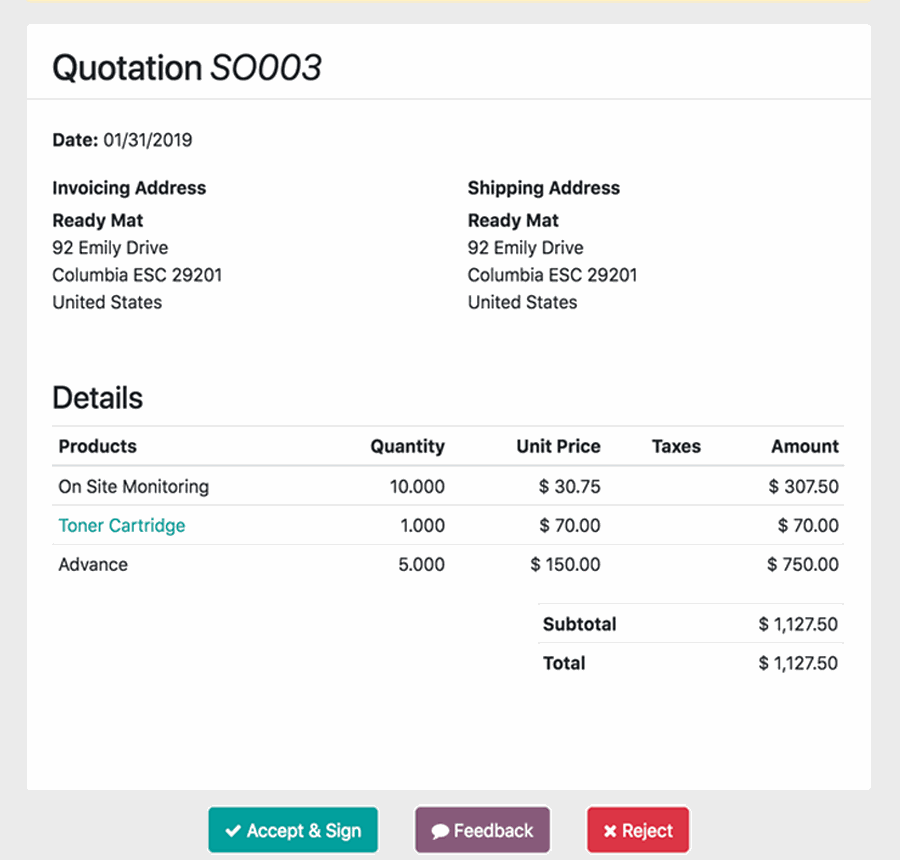 Quotation SO003
Date: 01/31/2019
Invoicing Address
Ready Mat
92 Emily Drive
Columbia ESC 29201
United States
Shipping Address
Ready Mat
92 Emily Drive
Columbia ESC 29201
United States
Details
Products Quantity Unit Price Taxes Amount
On Site Monitoring 10.000 $ 30.75 $ 307.50
Toner Cartridge 1.000 $ 70.00 $ 70.00
Advance 5.000 $ 150.00 $ 750.00
Subtotal $ 1,127.50
Total $ 1,127.50
Accept & Sign Feedback Reject